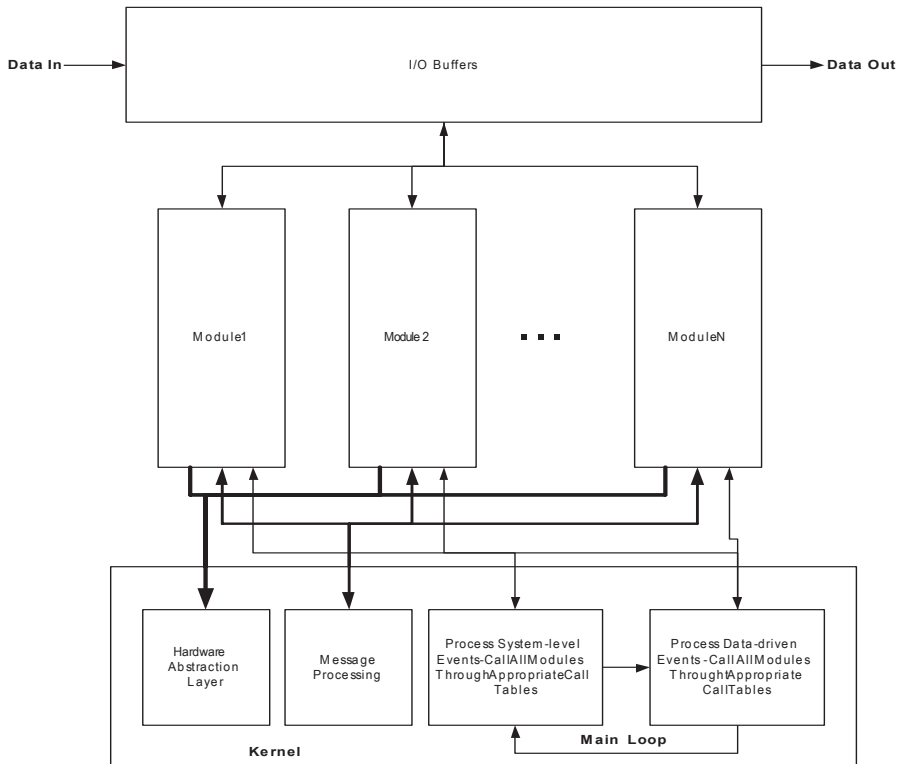 Data In
I/O Buffers
Data Out
Module1
Module 2
ModuleN
Hardware
Abstraction
Layer
Message
Processing
Process System-level
Events-CallAllModules
ThroughAppropriateCall
Tables
Process Data-driven
Events-CallAllModules
ThroughtAppropriate
CallTables
Main Loop
Kernel